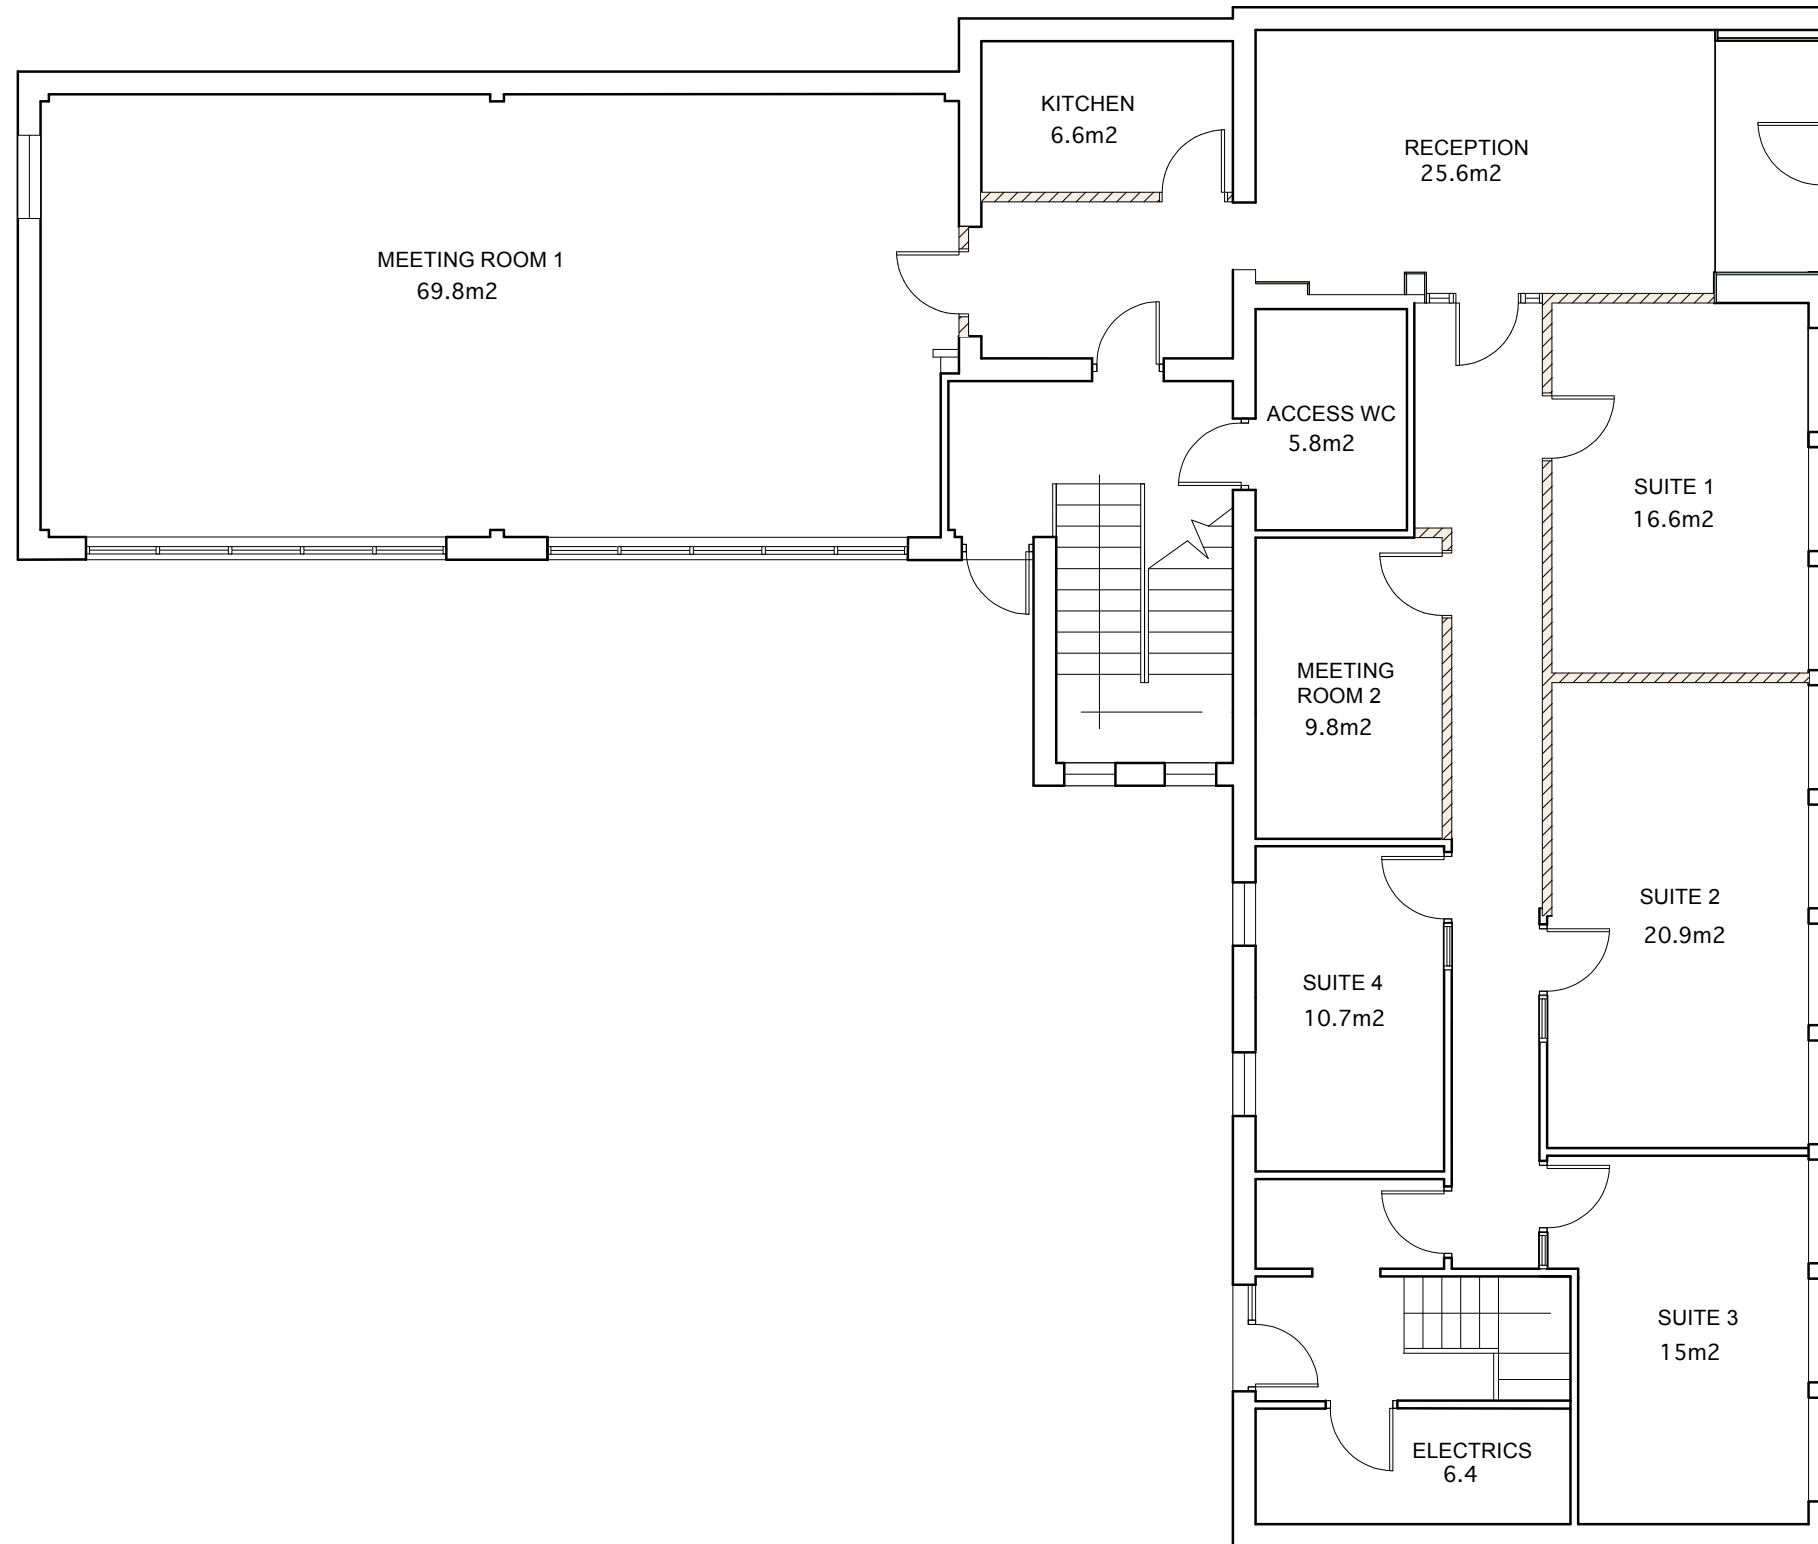 KITCHEN
6.6m2
RECEPTION
25.6m2
MEETING ROOM 1
69.8m2
ACCESS WC
5.8m2
SUITE 1
16.6m2
MEETING
ROOM 2
9.8m2
SUITE 2
20.9m2
SUITE 4
10.7m2
SUITE 3
15m2
ELECTRICS
6.4